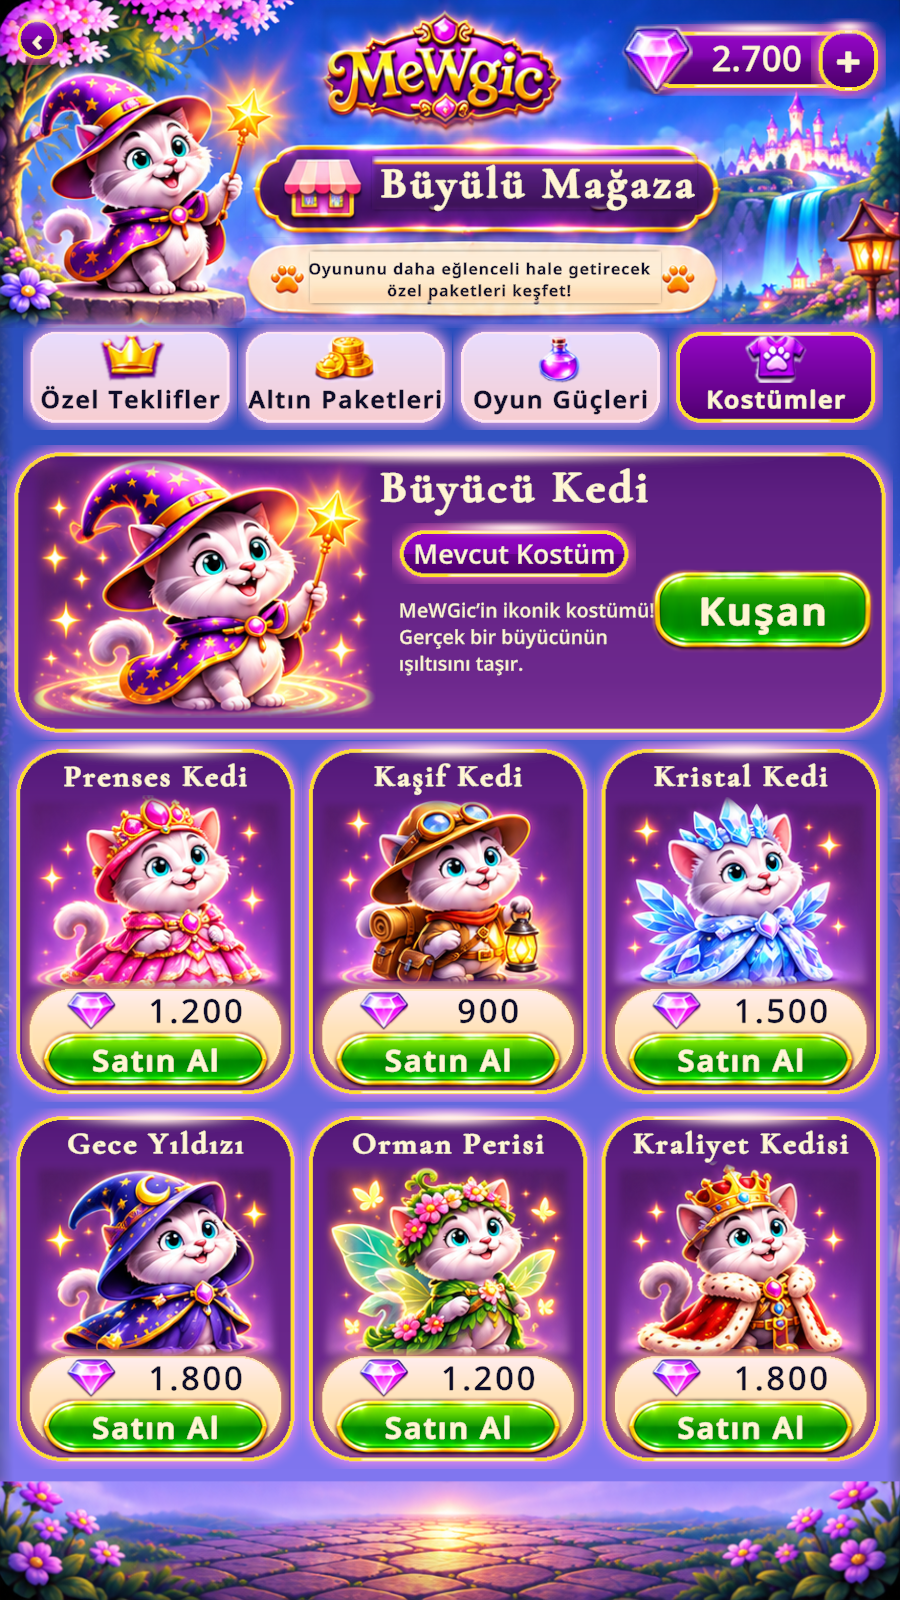 MeWgic
2.700
Büyülü Mağaza
Oyununu daha eğlenceli hale getirecek
özel paketleri keşfet!
Özel Teklifler
Altın Paketleri
Oyun Güçleri
Kostümler
Büyücü Kedi
Mevcut Kostüm
MeWGic’in ikonik kostümü!
Gerçek bir büyücünün
ışıltısını taşır.
Kuşan
Prenses Kedi
Kaşif Kedi
Kristal Kedi
1.200
900
1.500
Satın Al
Satın Al
Satın Al
Gece Yıldızı
Orman Perisi
Kraliyet Kedisi
1.800
1.200
1.800
Satın Al
Satın Al
Satın Al